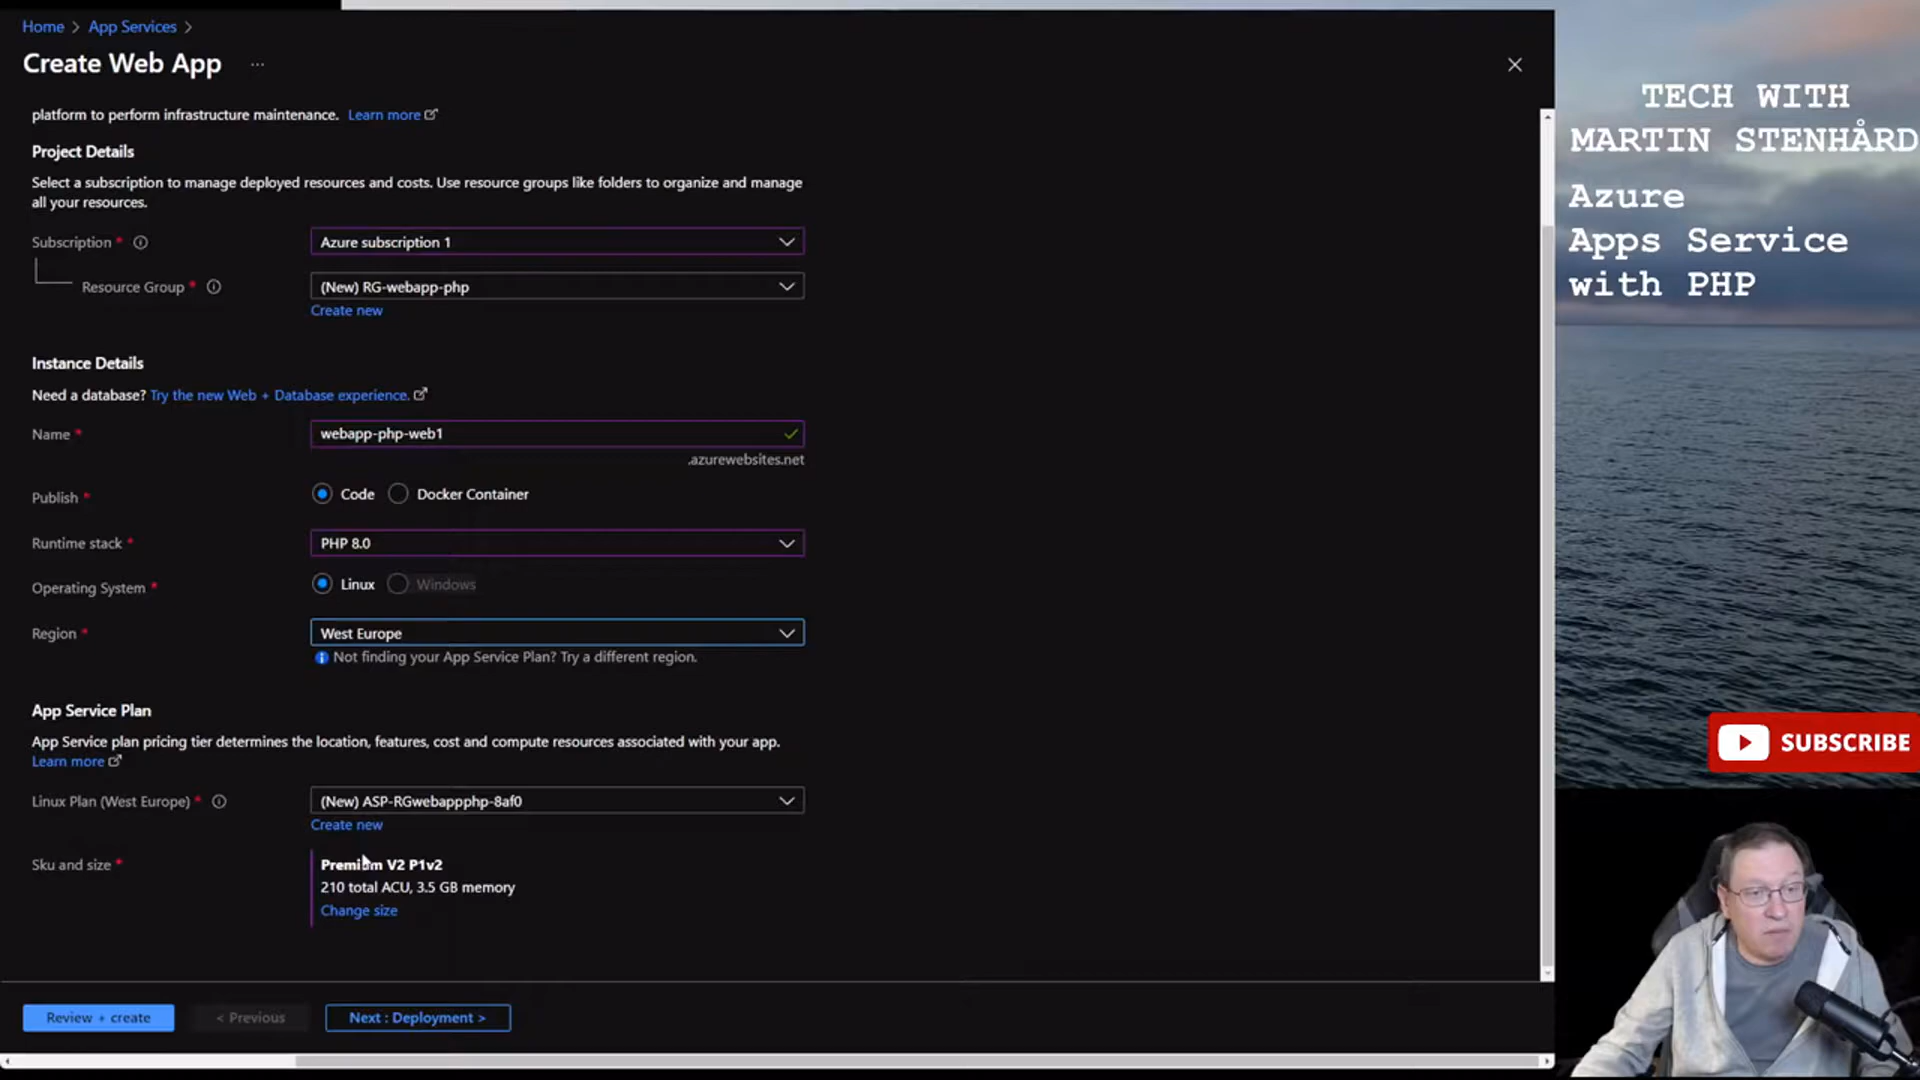 Home > App Services >
Create Web App ...
platform to perform infrastructure maintenance. Learn more
Project Details
Select a subscription to manage deployed resources and costs. Use resource groups like folders to organize and manage
all your resources.
Subscription *
Azure subscription 1
Resource Group *
(New) RG-webapp-php
Create new
Instance Details
Need a database? Try the new Web + Database experience.
Name *
webapp-php-web1
.azurewebsites.net
Publish *
Code
Docker Container
Runtime stack *
PHP 8.0
Operating System *
Linux
Windows
Region *
West Europe
Not finding your App Service Plan? Try a different region.
App Service Plan
App Service plan pricing tier determines the location, features, cost and compute resources associated with your app.
Learn more
Linux Plan (West Europe) *
(New) ASP-RGwebappphp-8af0
Create new
Sku and size *
Premium V2 P1v2
210 total ACU, 3.5 GB memory
Change size
Review + create
< Previous
Next : Deployment >
TECH WITH
MARTIN STENHÅRD
Azure
Apps Service
with PHP
SUBSCRIBE